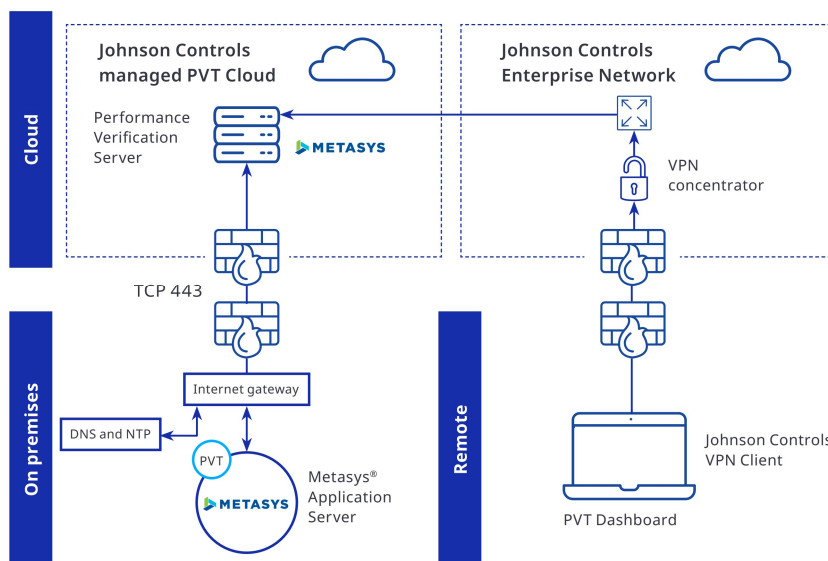 Cloud
Johnson Controls
managed PVT Cloud
Performance
Verification
Server
METASYS
Johnson Controls
Enterprise Network
VPN
concentrator
TCP 443
On premises
Internet gateway
DNS and NTP
PVT
METASYS
Metasys®
Application
Server
Remote
Johnson Controls
VPN Client
PVT Dashboard